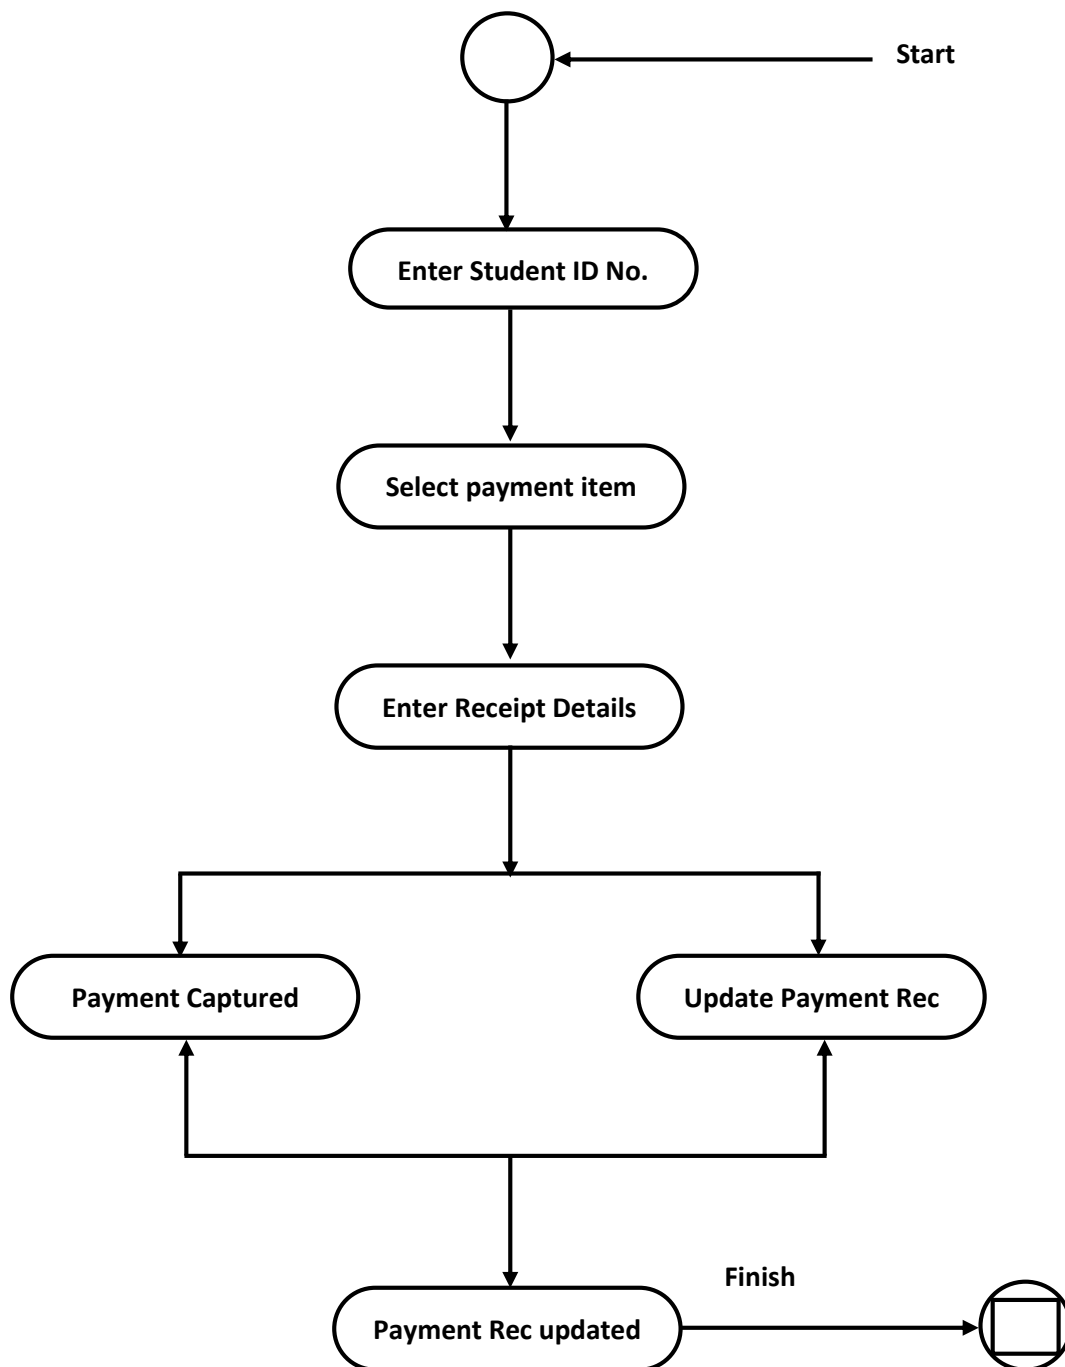 Start
Enter Student ID No.
Select payment item
Enter Receipt Details
Payment Captured
Update Payment Rec
Finish
Payment Rec updated